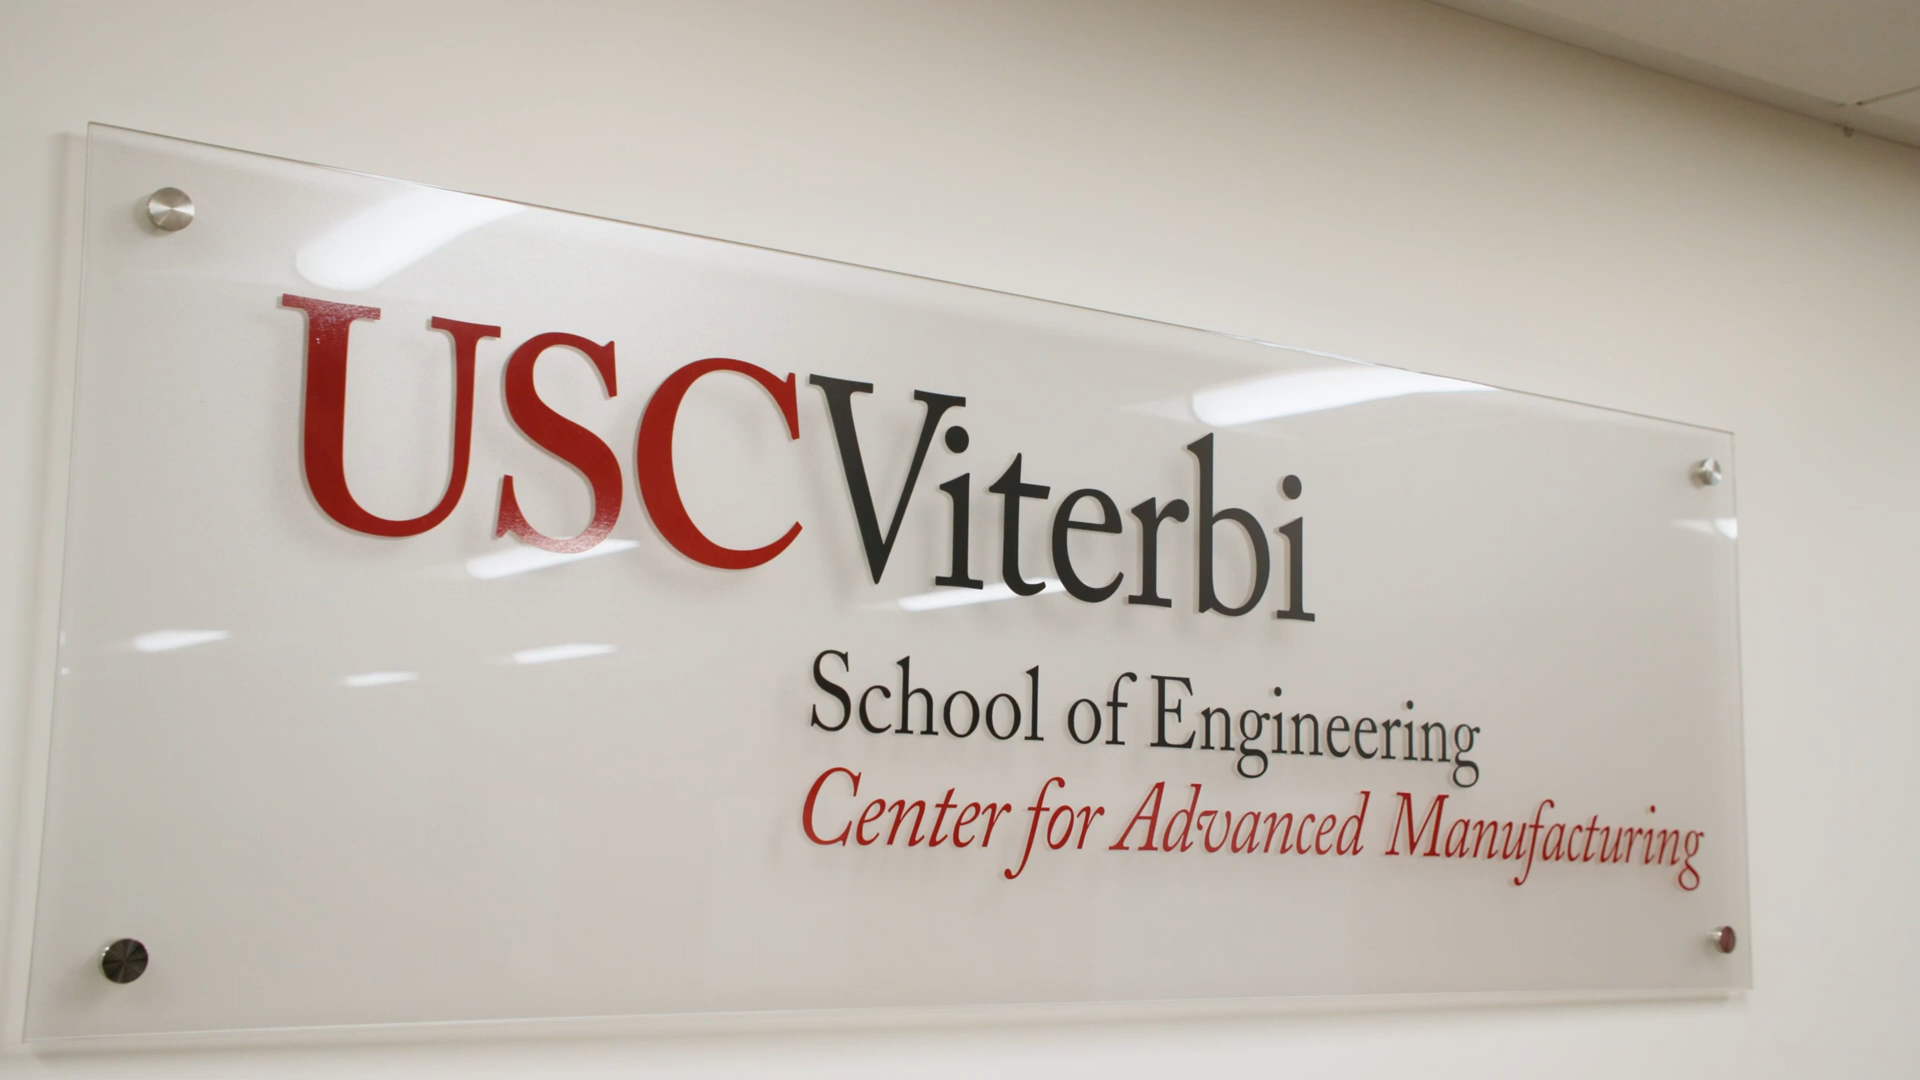 USCViterbi
School of Engineering
Center for Advanced Manufacturing